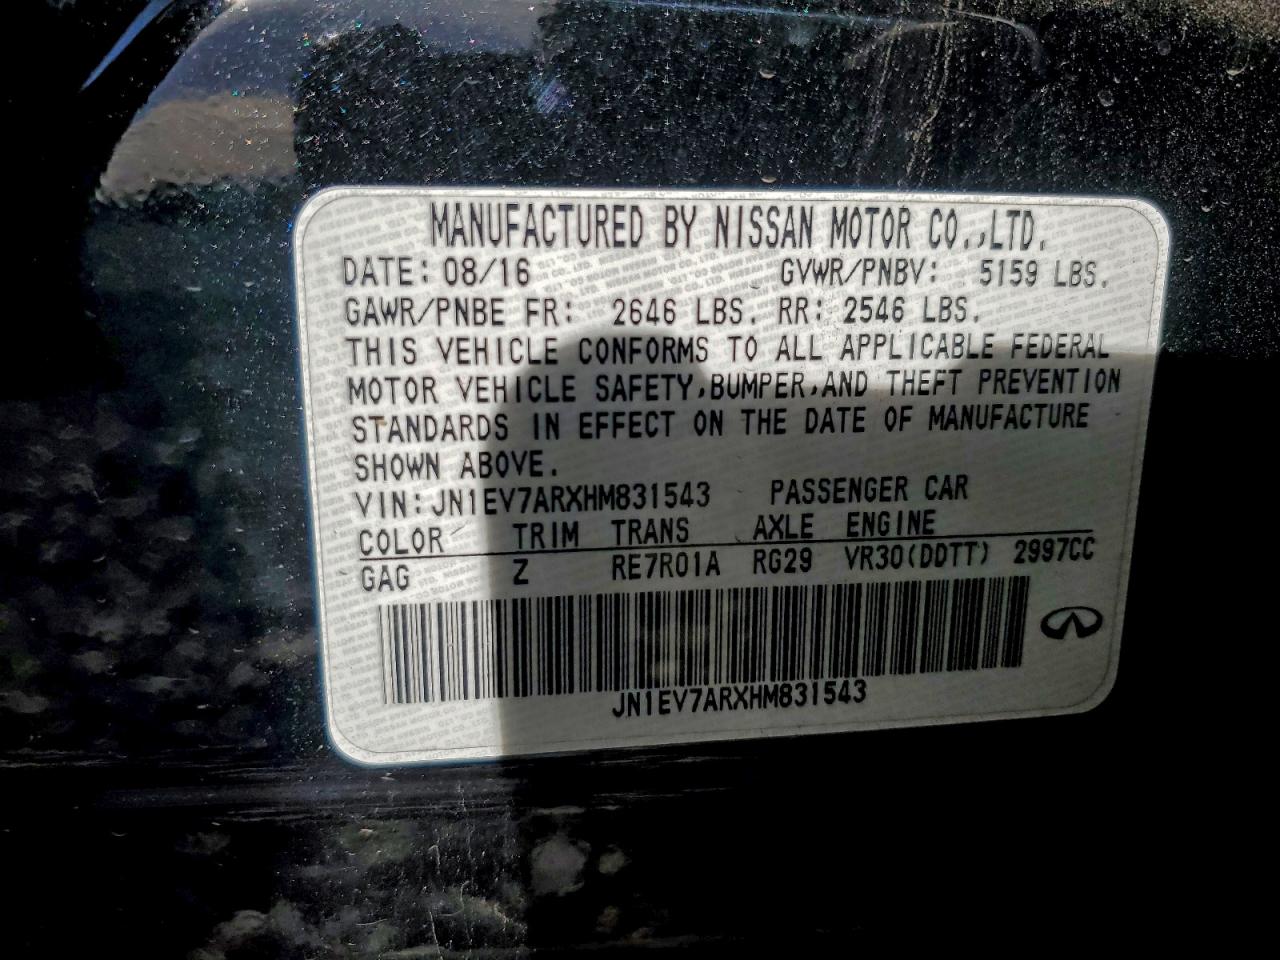 MANUFACTURED BY NISSAN MOTOR CO.,LTD.
DATE: 08/16 GVWR/PNBV: 5159 LBS.
GAWR/PNBE FR: 2646 LBS. RR: 2546 LBS.
THIS VEHICLE CONFORMS TO ALL APPLICABLE FEDERAL
MOTOR VEHICLE SAFETY,BUMPER,AND THEFT PREVENTION
STANDARDS IN EFFECT ON THE DATE OF MANUFACTURE
SHOWN ABOVE.
VIN:JN1EV7ARXHM831543 PASSENGER CAR
COLOR TRIM TRANS AXLE ENGINE
GAG Z RE7R01A RG29 VR30(DDTT) 2997CC
JN1EV7ARXHM831543